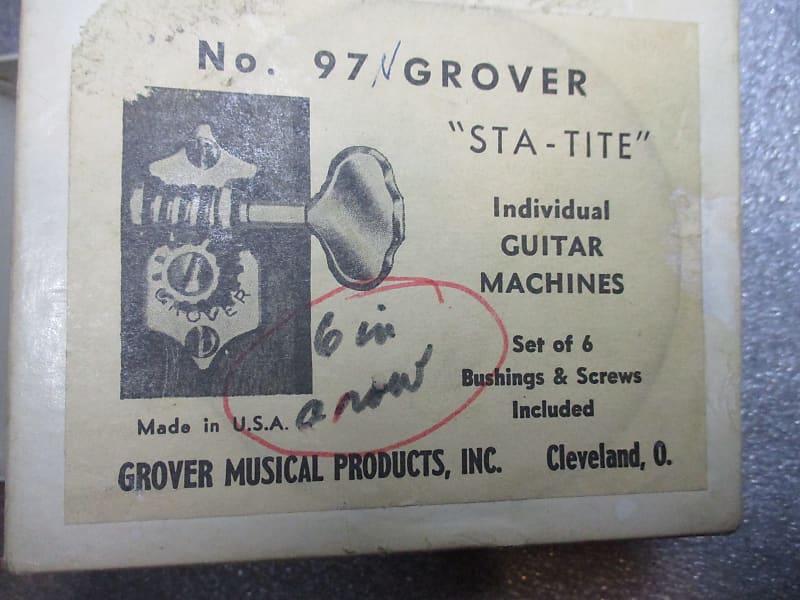 No. 97N GROVER
"STA-TITE"
Individual
GUITAR
MACHINES
GROVER
6 in
a row
Set of 6
Bushings & Screws
Included
Made in U.S.A.
GROVER MUSICAL PRODUCTS, INC. Cleveland, O.